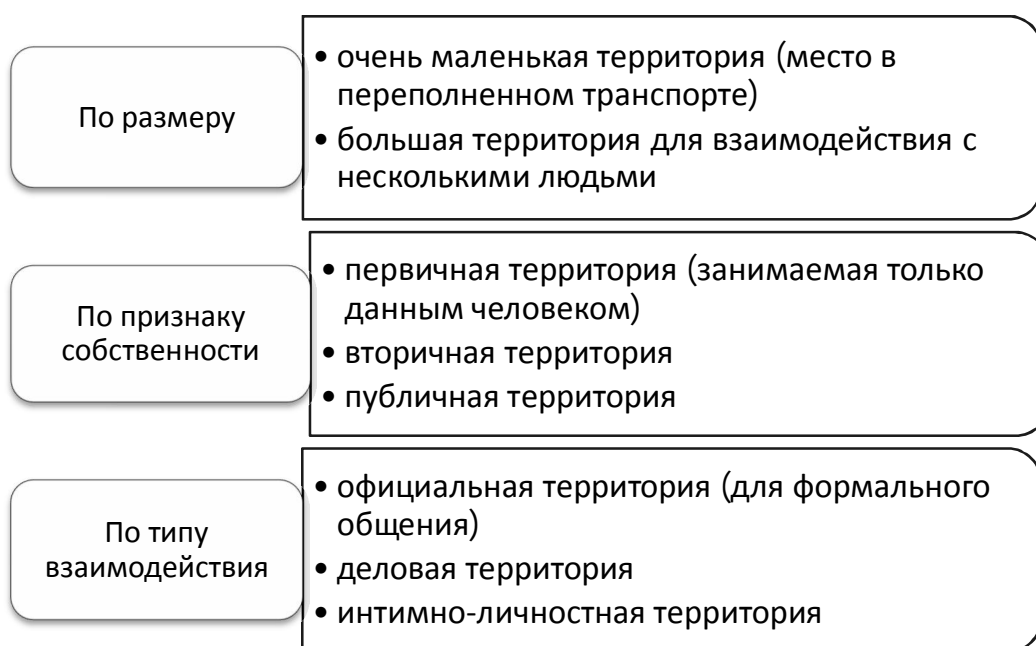 По размеру
• очень маленькая территория (место в
переполненном транспорте)
• большая территория для взаимодействия с
несколькими людьми
По признаку
собственности
• первичная территория (занимаемая только
данным человеком)
• вторичная территория
• публичная территория
По типу
взаимодействия
• официальная территория (для формального
общения)
• деловая территория
• интимно-личностная территория